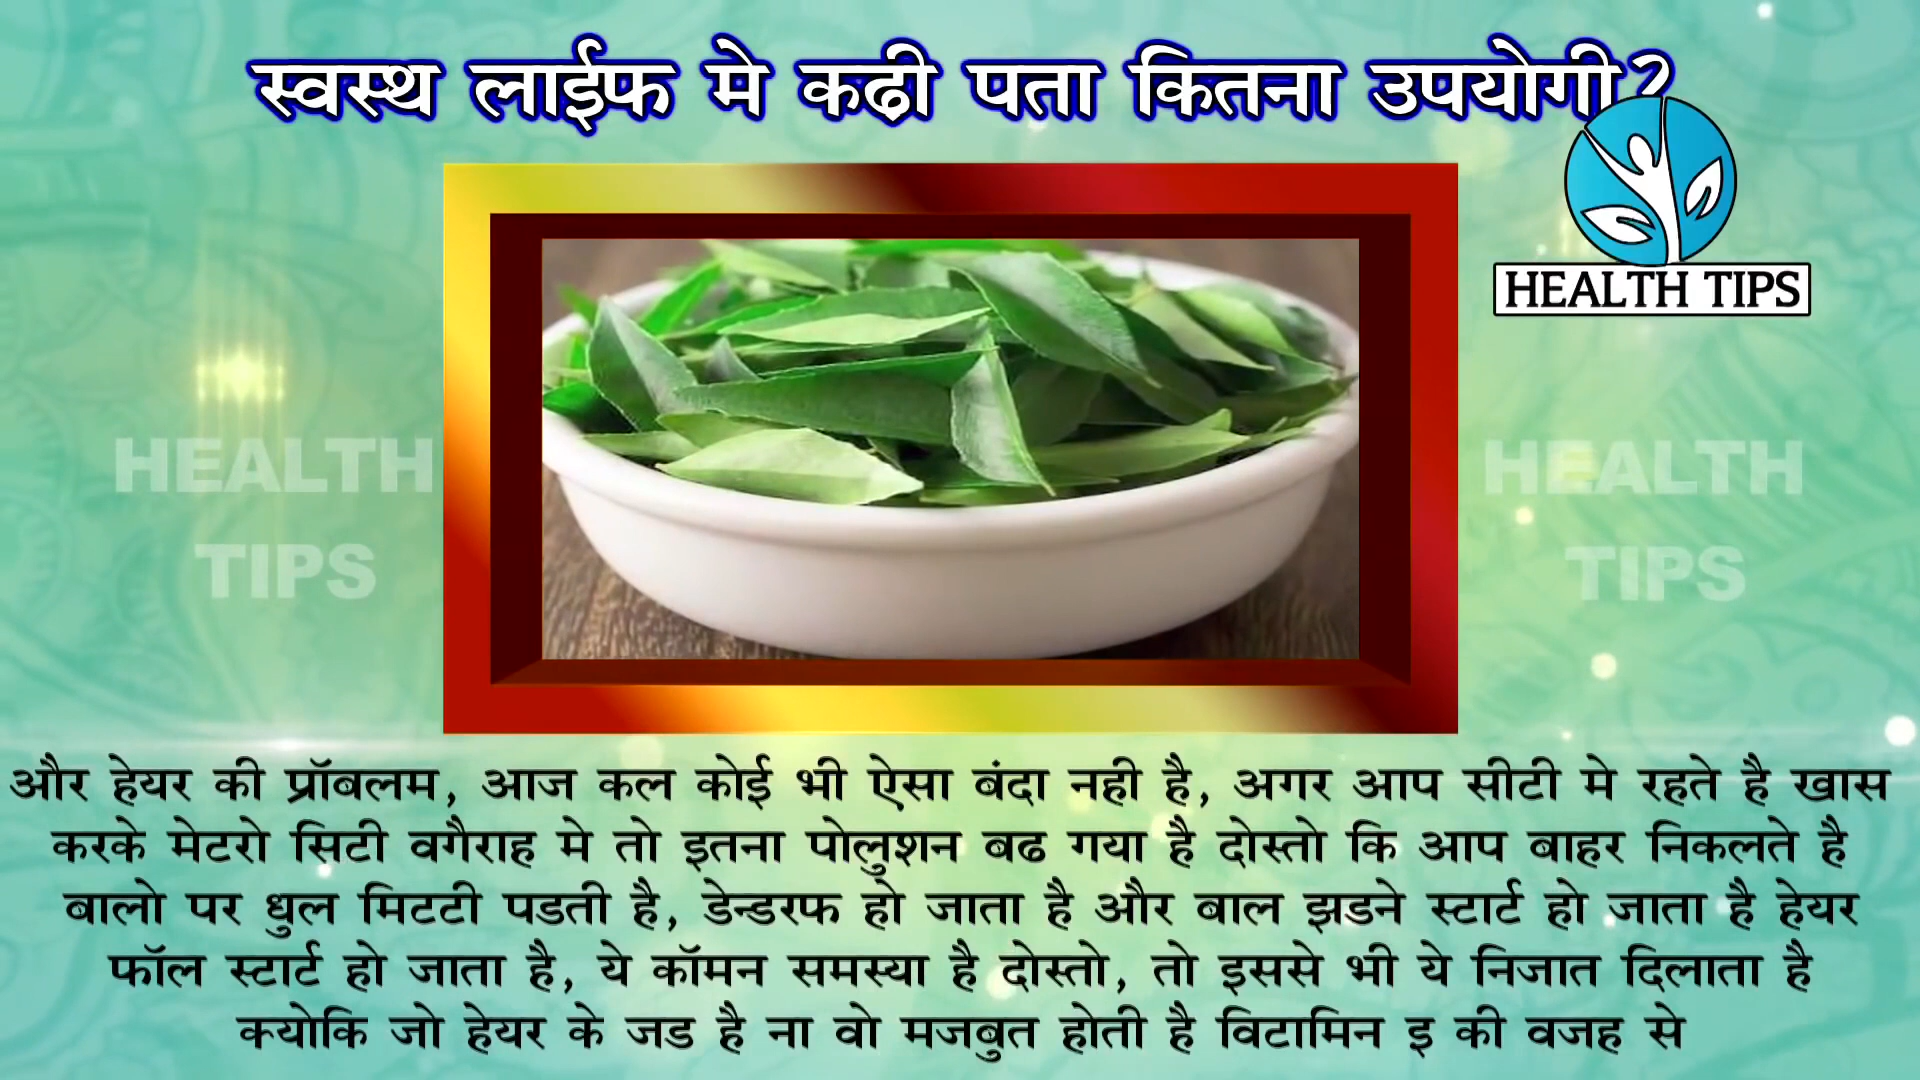 स्वस्थ लाईफ मे कढी पता कितना उपयोगी?
HEALTH TIPS
HEALTH
TIPS
HEALTH
TIPS
और हेयर की प्रॉबलम, आज कल कोई भी ऐसा बंदा नही है, अगर आप सीटी मे रहते है खास
करके मेटरो सिटी वगैराह मे तो इतना पोलुशन बढ गया है दोस्तो कि आप बाहर निकलते है
बालो पर धुल मिटटी पडती है, डेन्डरफ हो जाता है और बाल झडने स्टार्ट हो जाता है हेयर
फॉल स्टार्ट हो जाता है, ये कॉमन समस्या है दोस्तो, तो इससे भी ये निजात दिलाता है
क्योकि जो हेयर के जड है ना वो मजबुत होती है विटामिन इ की वजह से